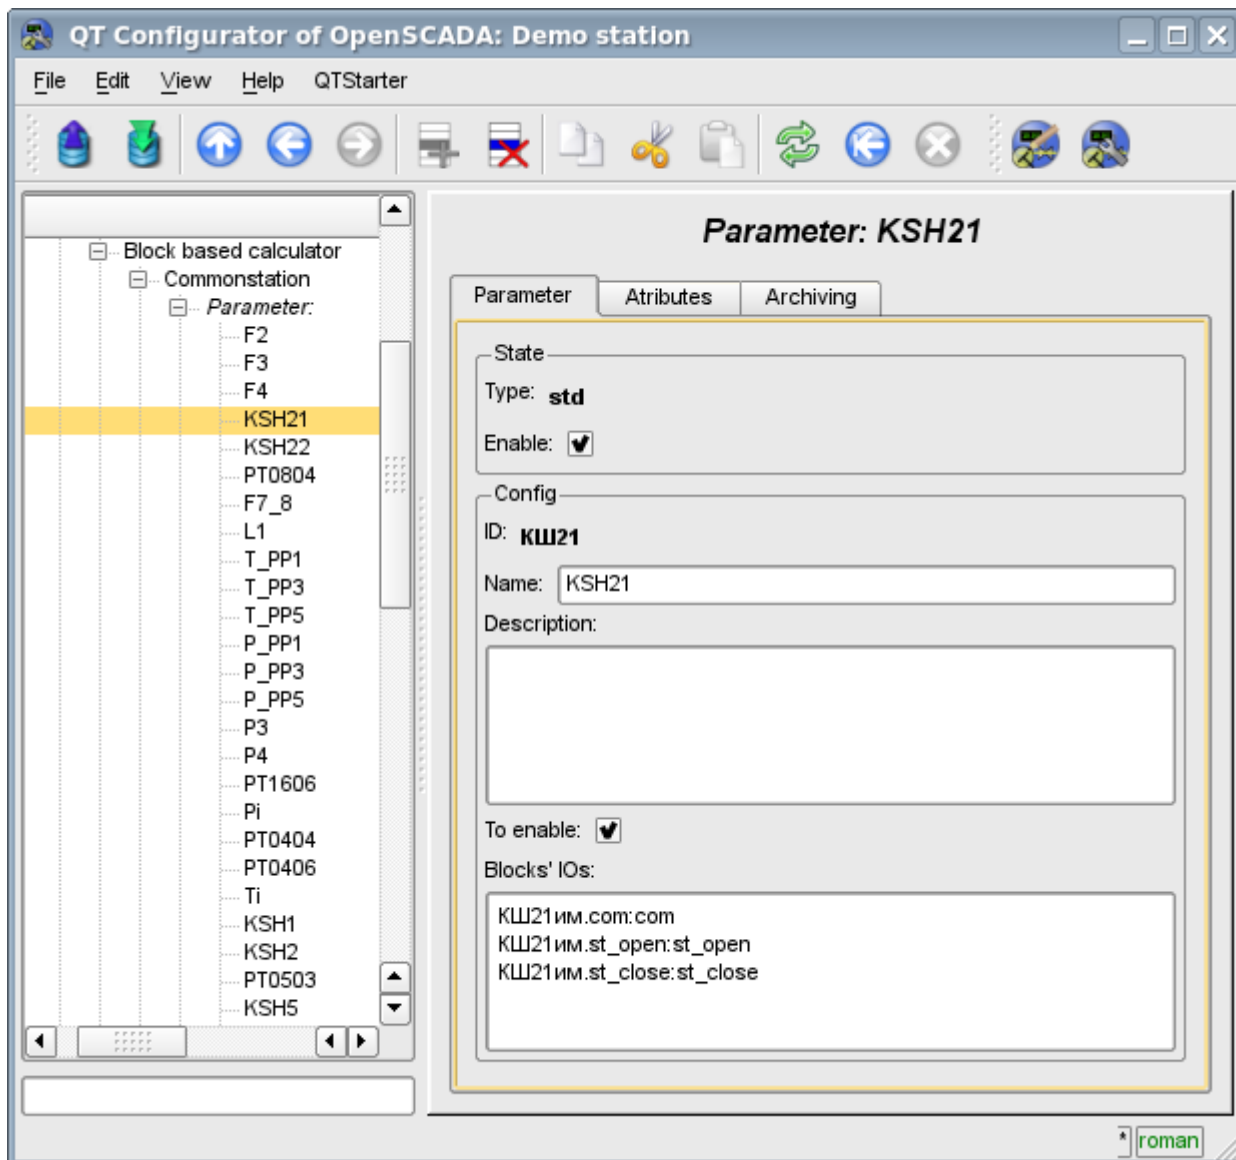 QT Configurator of OpenSCADA: Demo station
File Edit View Help QTStarter
Block based calculator
Commonstation
Parameter:
F2
F3
F4
KSH21
KSH22
PT0804
F7_8
L1
T_PP1
T_PP3
T_PP5
P_PP1
P_PP3
P_PP5
P3
P4
PT1606
Pi
PT0404
PT0406
Ti
KSH1
KSH2
PT0503
KSH5
Parameter: KSH21
Parameter Atributes Archiving
State
Type: std
Enable:
Config
ID: КШ21
Name: KSH21
Description:
To enable:
Blocks' IOs:
КШ21им.com:com
КШ21им.st_open:st_open
КШ21им.st_close:st_close
* roman